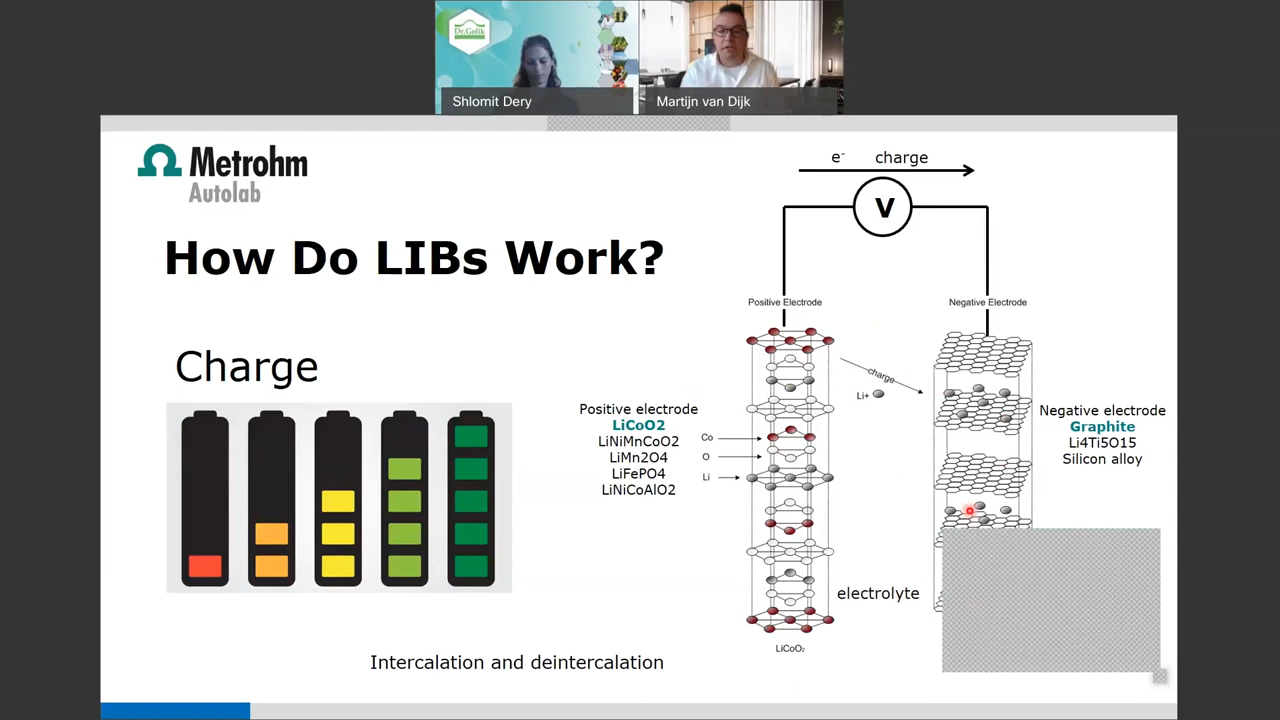 Dr.Golik
Shlomit Dery
Martijn van Dijk
Metrohm
Autolab
How Do LIBs Work?
Charge
Intercalation and deintercalation
e- charge
V
Positive Electrode
Negative Electrode
charge
Li+
Positive electrode
LiCoO2
LiNiMnCoO2
LiMn2O4
LiFePO4
LiNiCoAlO2
Co
O
Li
Negative electrode
Graphite
Li4Ti5O15
Silicon alloy
electrolyte
LiCoO₂